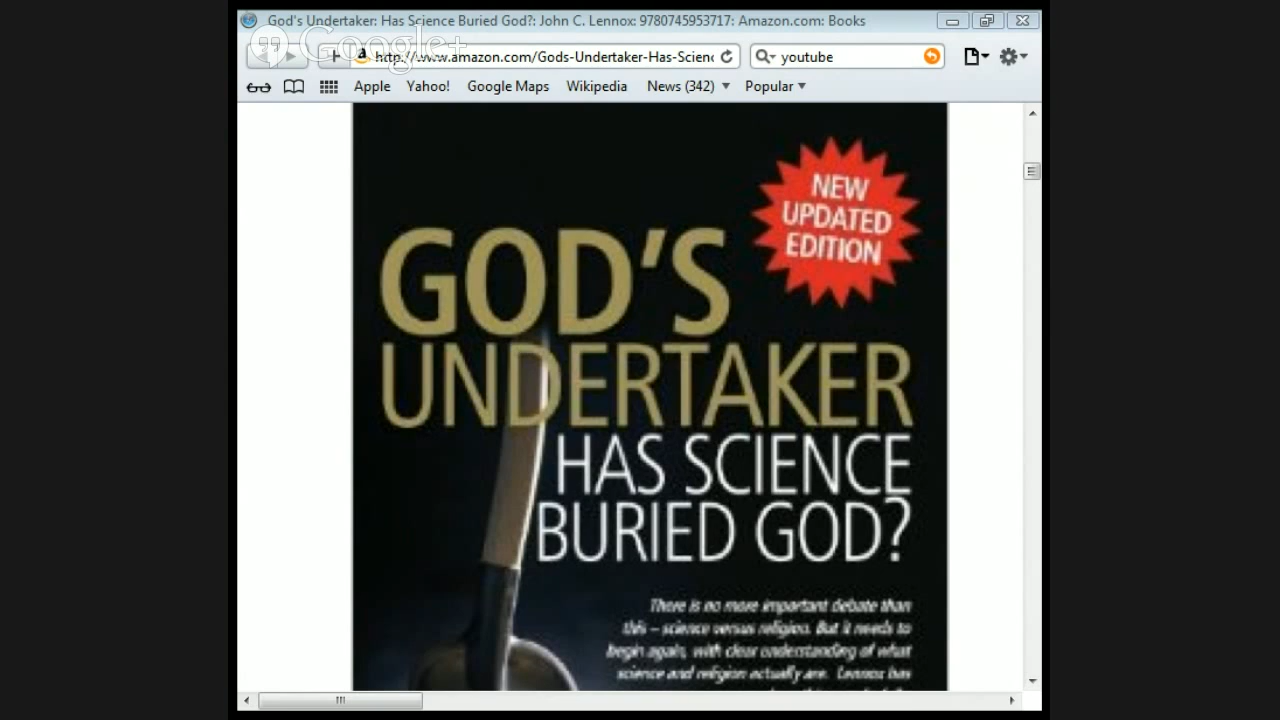 God's Undertaker: Has Science Buried God?: John C. Lennox: 9780745953717: Amazon.com: Books
Google+
http://www.amazon.com/Gods-Undertaker-Has-Scienc
youtube
Apple Yahoo! Google Maps Wikipedia News (342) Popular
NEW
UPDATED
EDITION
GOD'S
UNDERTAKER
HAS SCIENCE
BURIED GOD?
There is no more important debate than
this – science versus religion. But it needs to
begin again, with clear understanding of what
science and religion actually are. Lennox has